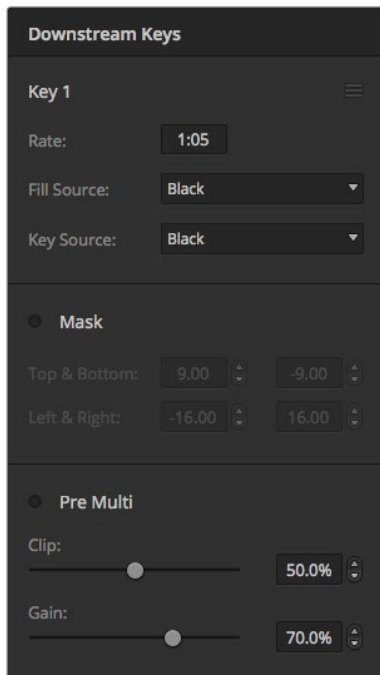 Downstream Keys
Key 1
Rate: 1:05
Fill Source: Black
Key Source: Black
Mask
Top & Bottom: 9.00 -9.00
Left & Right: -16.00 16.00
Pre Multi
Clip:
50.0%
Gain:
70.0%